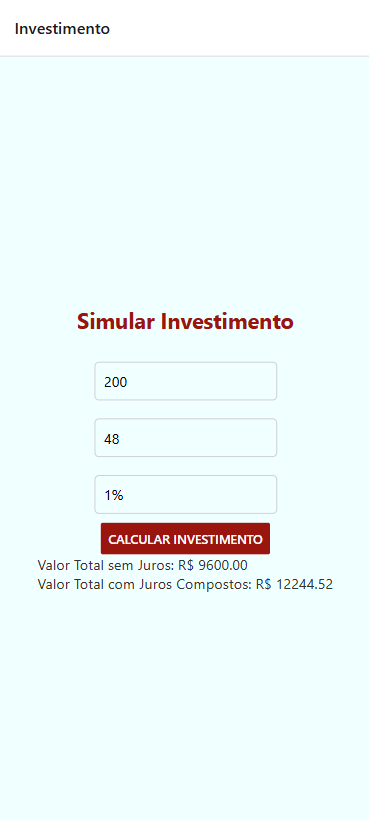 Investimento
Simular Investimento
200
48
1%
CALCULAR INVESTIMENTO
Valor Total sem Juros: R$ 9600.00
Valor Total com Juros Compostos: R$ 12244.52